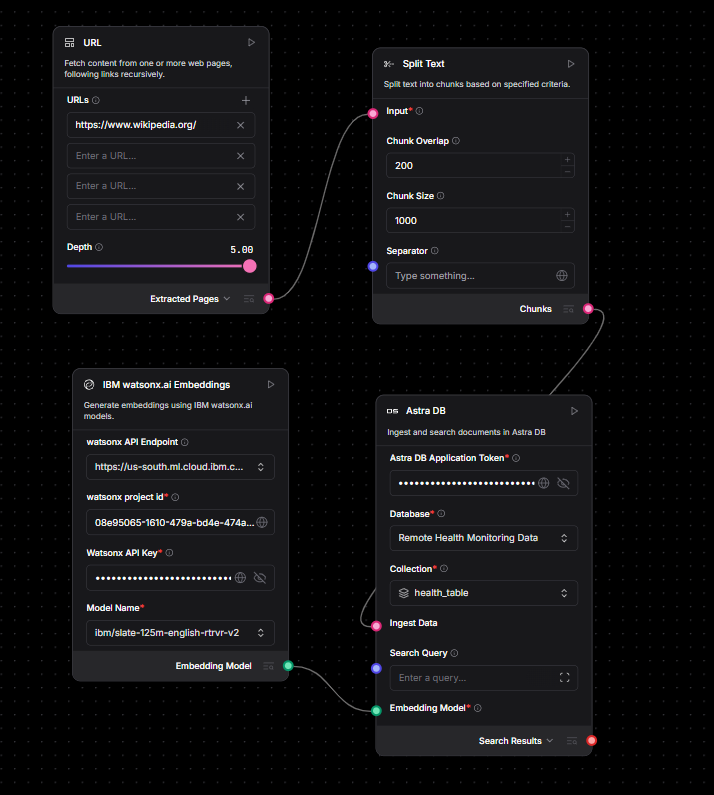 URL
Fetch content from one or more web pages,
following links recursively.
URLs
https://www.wikipedia.org/
Enter a URL...
Enter a URL...
Enter a URL...
Depth
5.00
Extracted Pages
Split Text
Split text into chunks based on specified criteria.
Input*
Chunk Overlap
200
Chunk Size
1000
Separator
Type something...
Chunks
IBM watsonx.ai Embeddings
Generate embeddings using IBM watsonx.ai
models.
watsonx API Endpoint
https://us-south.ml.cloud.ibm.c...
watsonx project id*
08e95065-1610-479a-bd4e-474a...
Watsonx API Key*
Model Name*
ibm/slate-125m-english-rtrvr-v2
Embedding Model
DS Astra DB
Ingest and search documents in Astra DB
Astra DB Application Token*
Database*
Remote Health Monitoring Data
Collection*
health_table
Ingest Data
Search Query
Enter a query...
Embedding Model*
Search Results